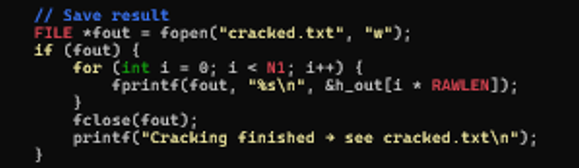 // Save result
FILE *fout = fopen("cracked.txt", "w");
if (fout) {
    for (int i = 0; i < N1; i++) {
        fprintf(fout, "%s\n", &h_out[i * RAWLEN]);
    }
    fclose(fout);
    printf("Cracking finished → see cracked.txt\n");
}